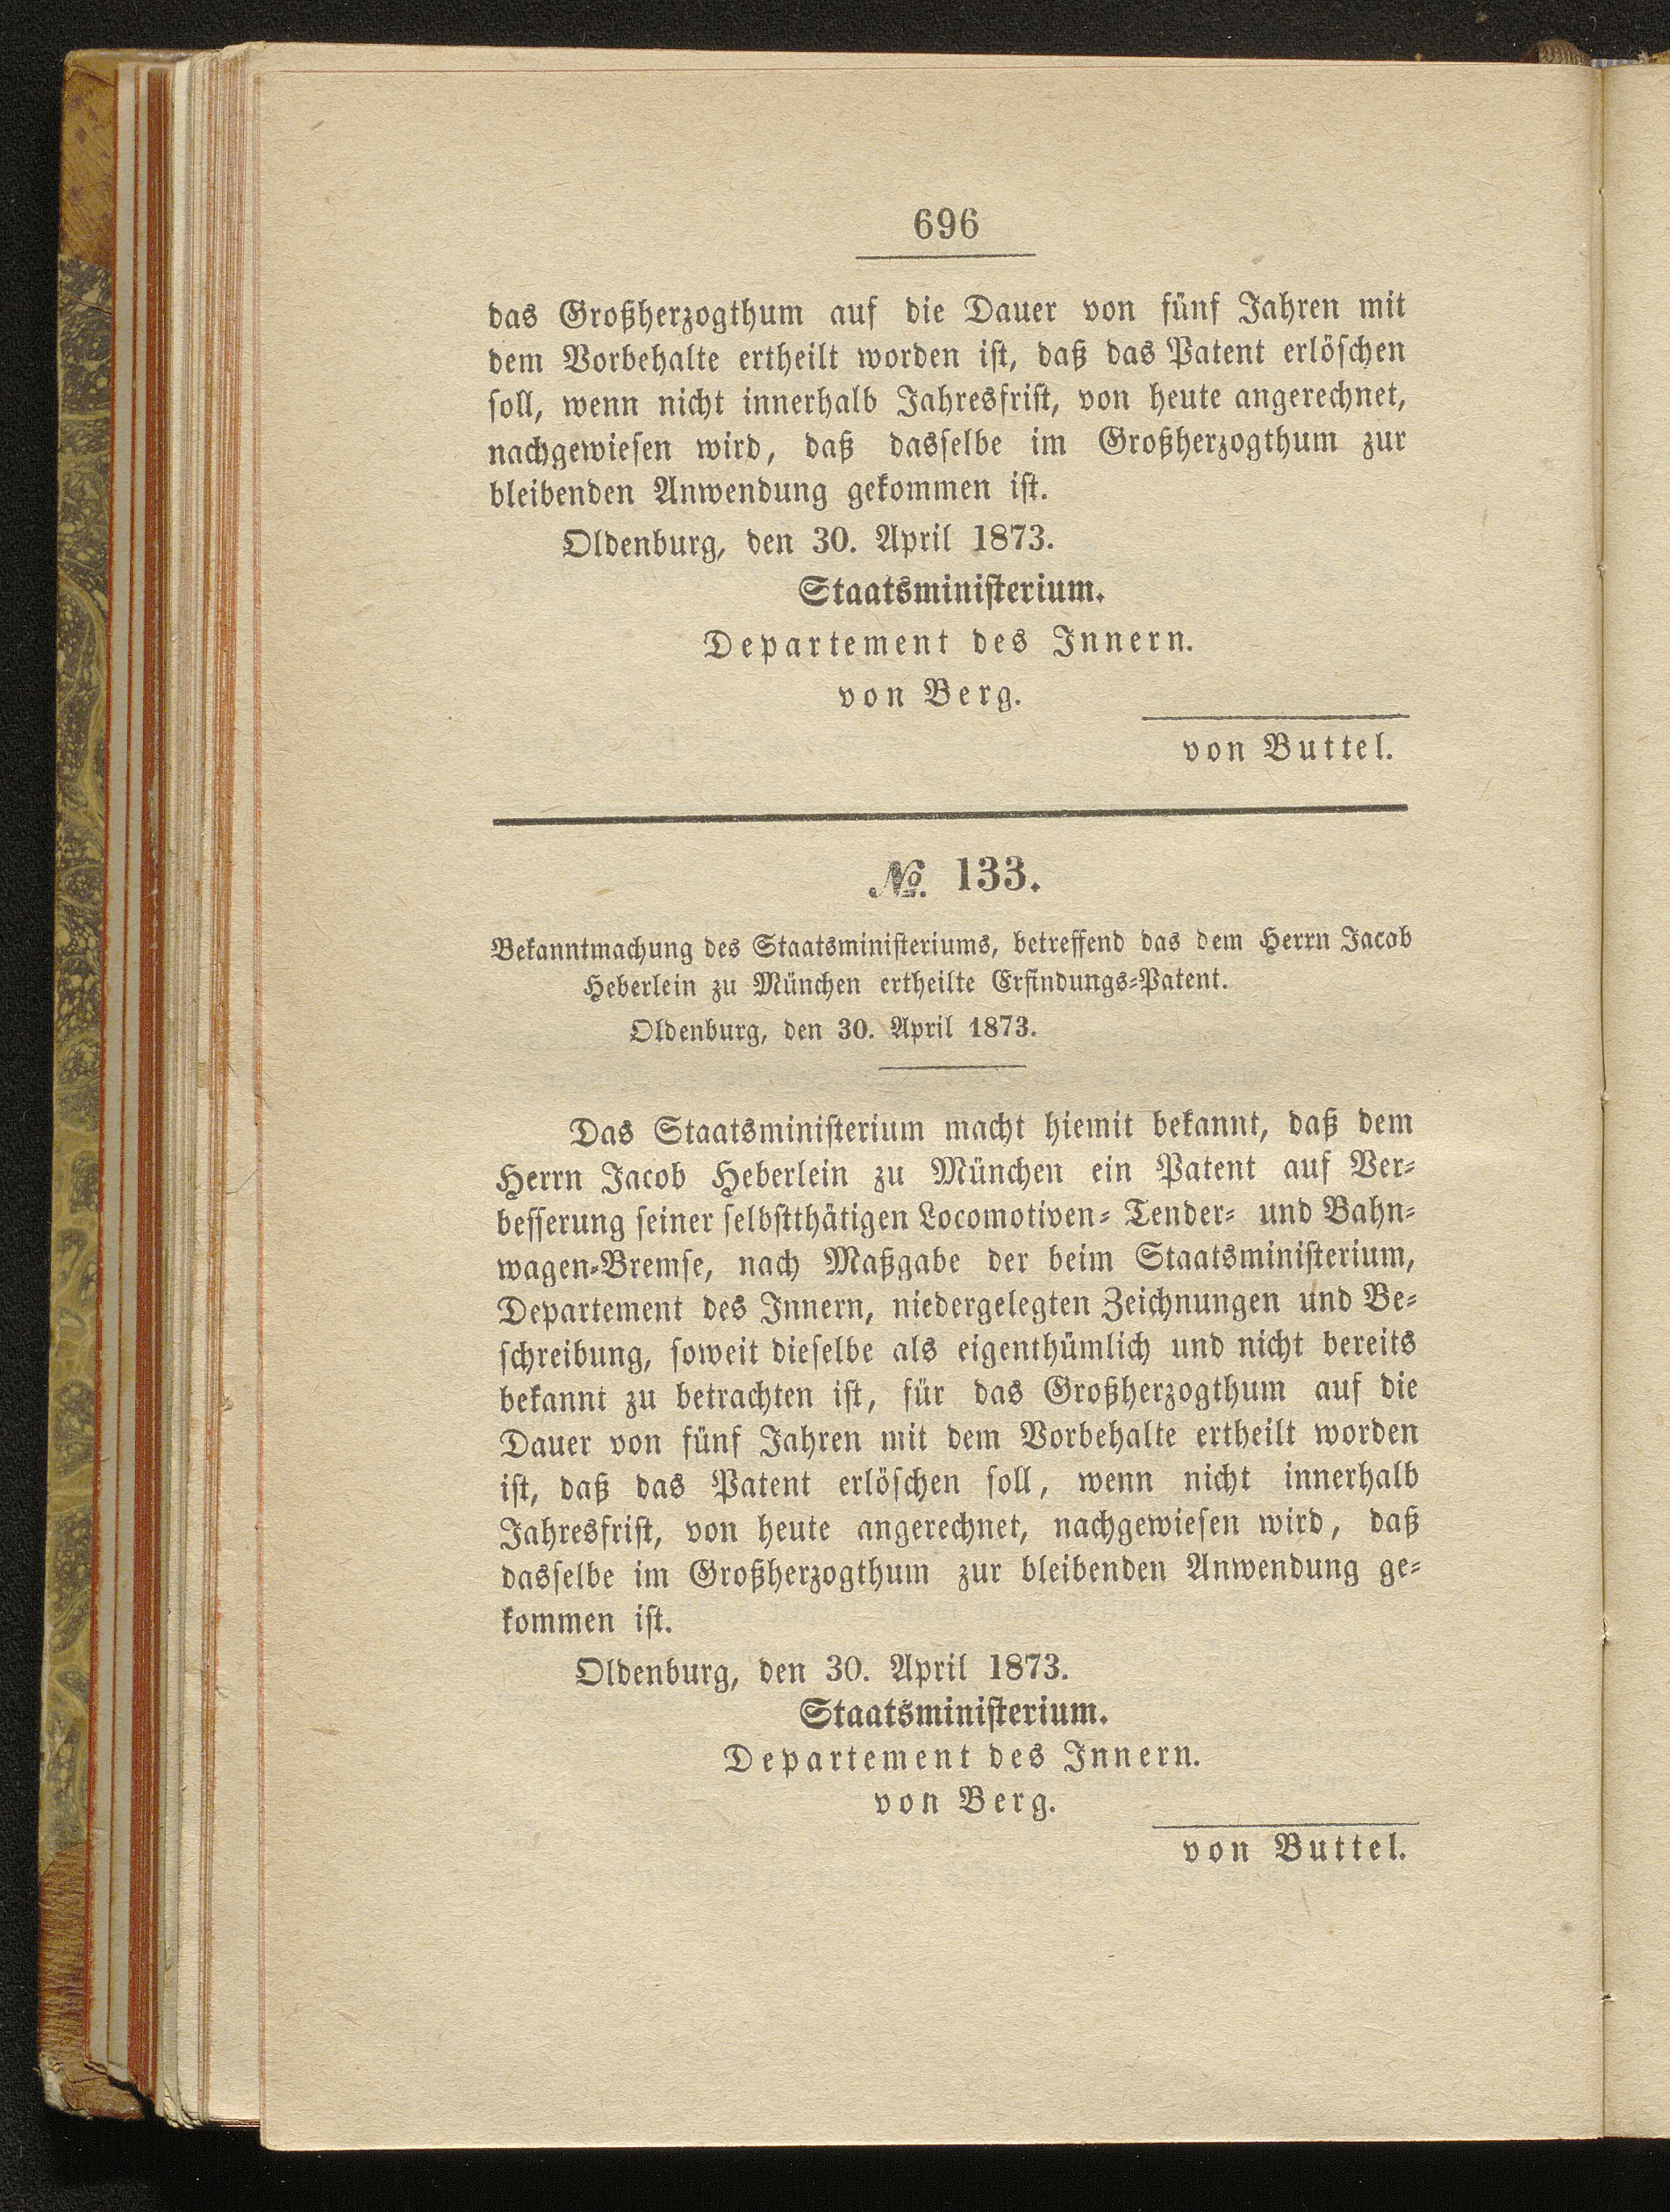 696
das Großherzogthum auf die Dauer von fünf Jahren mit
dem Vorbehalte ertheilt worden ist, daß das Patent erlöschen
soll, wenn nicht innerhalb Jahresfrist, von heute angerechnet,
nachgewiesen wird, daß dasselbe im Großherzogthum zur
bleibenden Anwendung gekommen ist.
Oldenburg, den 30. April 1873.
Staatsministerium.
Departement des Innern.
von Berg.
von Buttel.
№. 133.
Bekanntmachung des Staatsministeriums, betreffend das dem Herrn Jacob
Heberlein zu München ertheilte Erfindungs-Patent.
Oldenburg, den 30. April 1873.
Das Staatsministerium macht hiemit bekannt, daß dem
Herrn Jacob Heberlein zu München ein Patent auf Ver-
besserung seiner selbstthätigen Locomotiven- Tender- und Bahn-
wagen-Bremse, nach Maßgabe der beim Staatsministerium,
Departement des Innern, niedergelegten Zeichnungen und Be-
schreibung, soweit dieselbe als eigenthümlich und nicht bereits
bekannt zu betrachten ist, für das Großherzogthum auf die
Dauer von fünf Jahren mit dem Vorbehalte ertheilt worden
ist, daß das Patent erlöschen soll, wenn nicht innerhalb
Jahresfrist, von heute angerechnet, nachgewiesen wird, daß
dasselbe im Großherzogthum zur bleibenden Anwendung ge-
kommen ist.
Oldenburg, den 30. April 1873.
Staatsministerium.
Departement des Innern.
von Berg.
von Buttel.